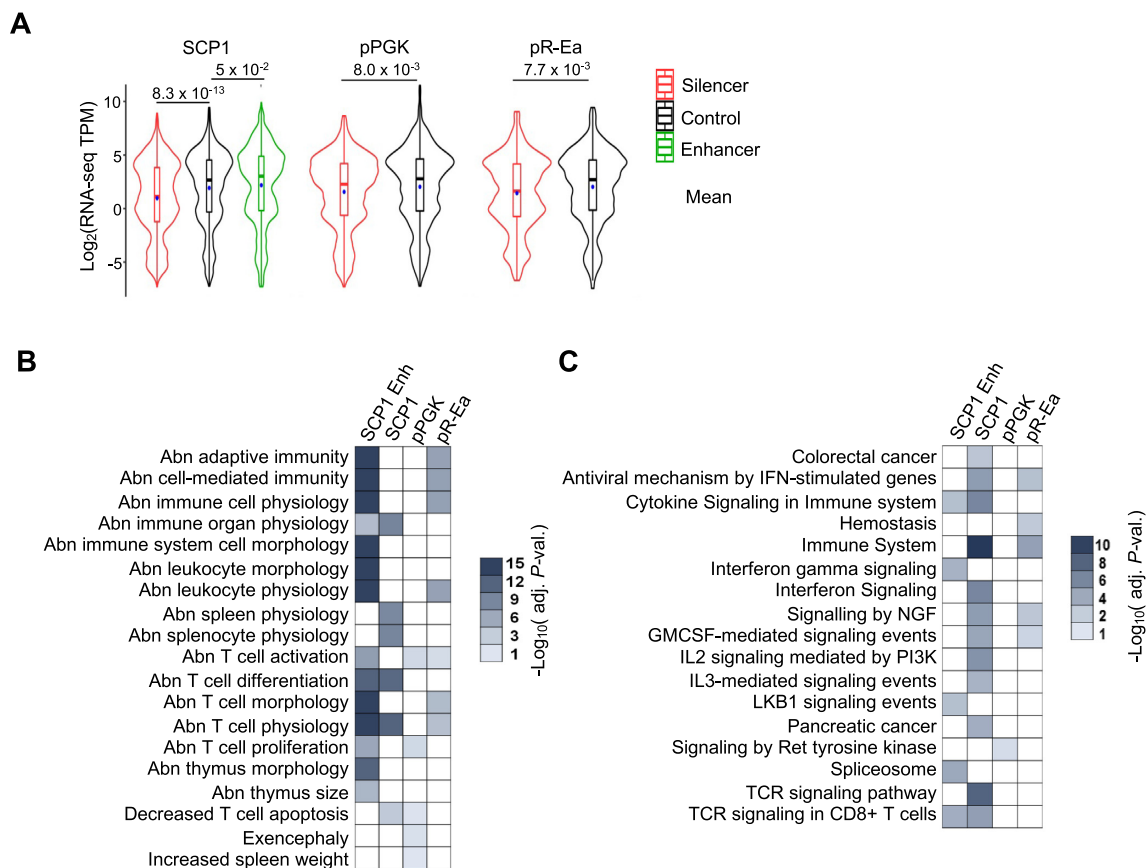 A
SCP1
pPGK
pR-Ea
5 x 10-2
8.0 x 10-3
7.7 x 10-3
8.3 x 10-13
Silencer
Control
Enhancer
Mean
Log2(RNA-seq TPM)
10
5
0
-5
B
SCP1 Enh
SCP1
pPGK
pR-Ea
Abn adaptive immunity
Abn cell-mediated immunity
Abn immune cell physiology
Abn immune organ physiology
Abn immune system cell morphology
Abn leukocyte morphology
Abn leukocyte physiology
Abn spleen physiology
Abn splenocyte physiology
Abn T cell activation
Abn T cell differentiation
Abn T cell morphology
Abn T cell physiology
Abn T cell proliferation
Abn thymus morphology
Abn thymus size
Decreased T cell apoptosis
Exencephaly
Increased spleen weight
15
12
9
6
3
1
-Log10( adj. P-val.)
C
SCP1 Enh
SCP1
pPGK
pR-Ea
Colorectal cancer
Antiviral mechanism by IFN-stimulated genes
Cytokine Signaling in Immune system
Hemostasis
Immune System
Interferon gamma signaling
Interferon Signaling
Signalling by NGF
GMCSF-mediated signaling events
IL2 signaling mediated by PI3K
IL3-mediated signaling events
LKB1 signaling events
Pancreatic cancer
Signaling by Ret tyrosine kinase
Spliceosome
TCR signaling pathway
TCR signaling in CD8+ T cells
10
8
6
4
2
1
-Log10( adj. P-val.)